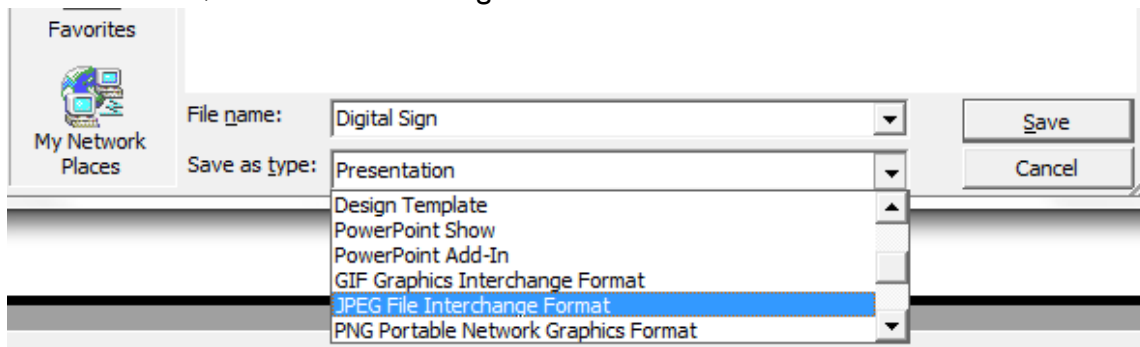 Favorites
My Network
Places
File name:
Digital Sign
Save
Save as type:
Presentation
Cancel
Design Template
PowerPoint Show
PowerPoint Add-In
GIF Graphics Interchange Format
JPEG File Interchange Format
PNG Portable Network Graphics Format